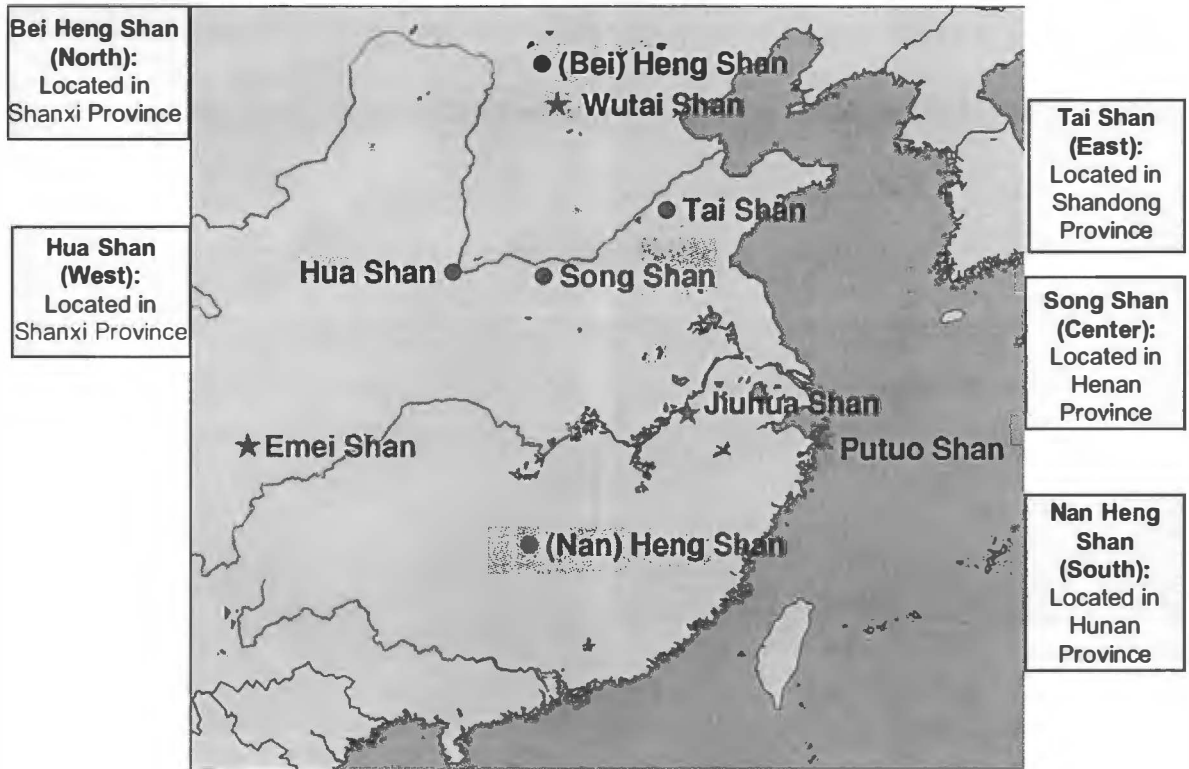 Bei Heng Shan
(North):
Located in
Shanxi Province
Hua Shan
(West):
Located in
Shanxi Province
(Bei) Heng Shan
Wutai Shan
Tai Shan
Hua Shan
Song Shan
Jiuhua Shan
Emei Shan
Putuo Shan
(Nan) Heng Shan
Tai Shan
(East):
Located in
Shandong
Province
Song Shan
(Center):
Located in
Henan
Province
Nan Heng
Shan
(South):
Located in
Hunan
Province